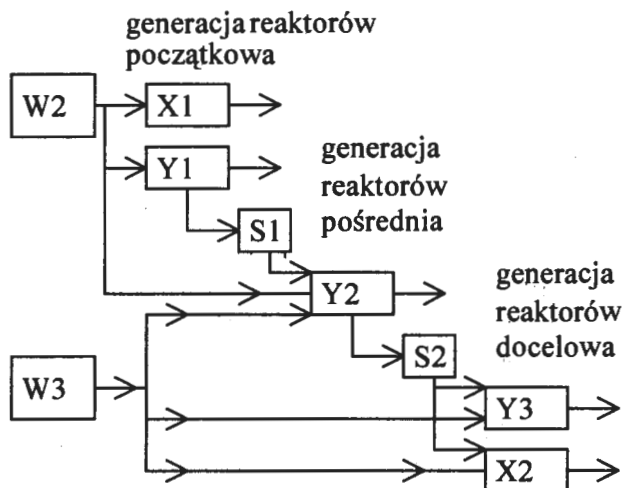 generacja reaktorów
początkowa
W2
X1
Y1
generacja
reaktorów
pośrednia
S1
Y2
generacja
reaktorów
docelowa
S2
W3
Y3
X2